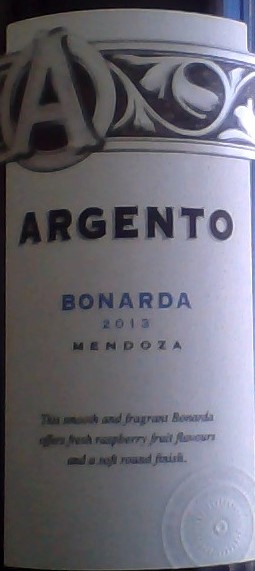 A
ARGENTO
BONARDA
2013
MENDOZA
This smooth and fragrant Bonarda
offers fresh raspberry fruit flavours
and a soft round finish.